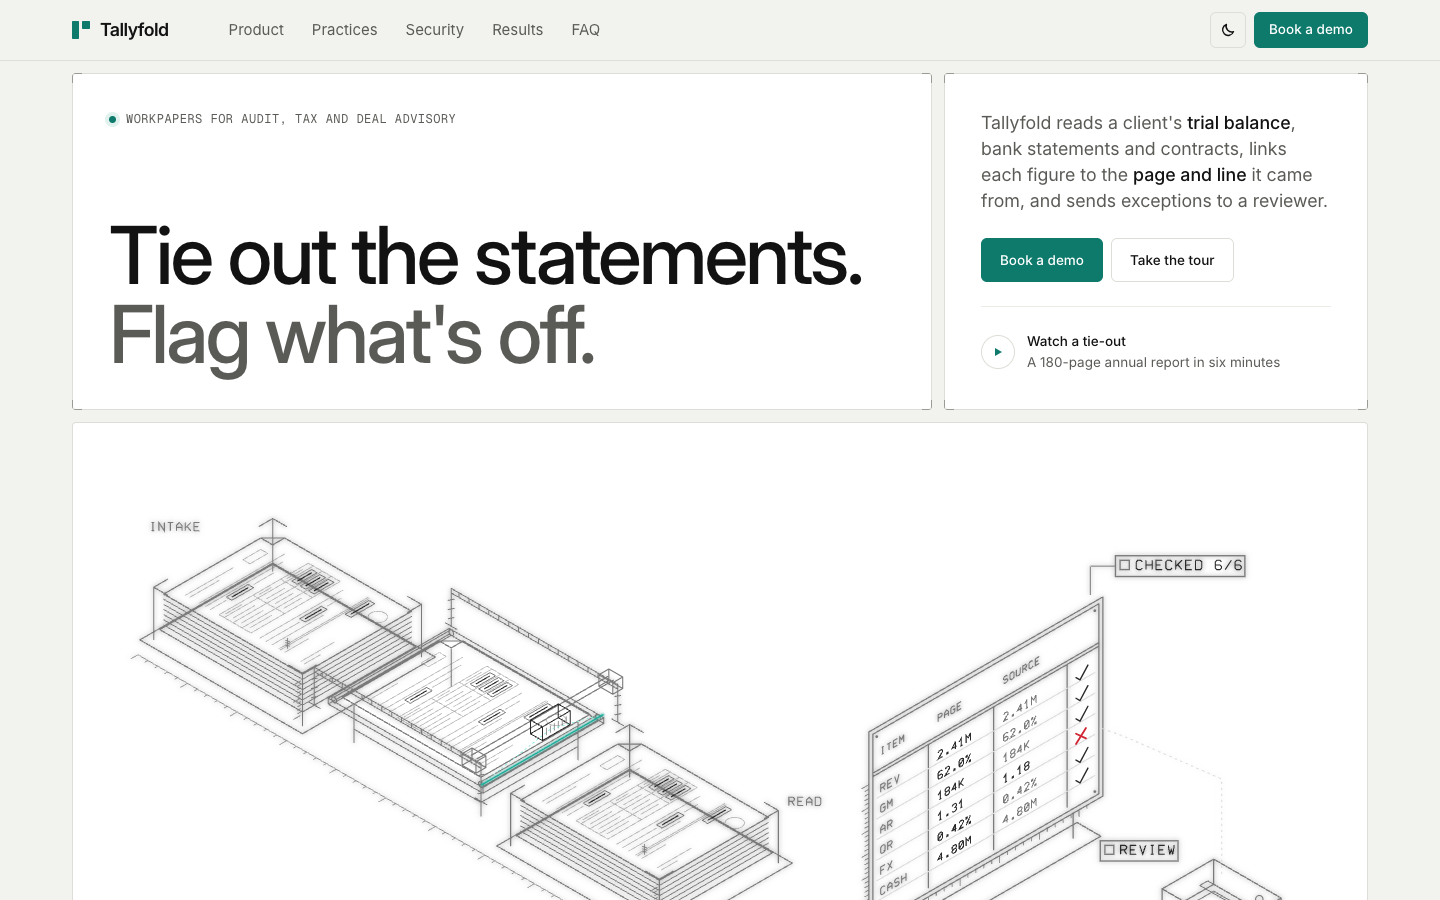 Tallyfold
Product
Practices
Security
Results
FAQ
Book a demo
WORKPAPERS FOR AUDIT, TAX AND DEAL ADVISORY
Tie out the statements.
Flag what's off.
Tallyfold reads a client's trial balance,
bank statements and contracts, links
each figure to the page and line it came
from, and sends exceptions to a reviewer.
Book a demo
Take the tour
Watch a tie-out
A 180-page annual report in six minutes
INTAKE
READ
CHECKED 6/6
ITEM PAGE SOURCE
REV 2.41M 2.41M
GM 62.0% 62.0%
AR 184K 184K
OR 1.31 1.18
FX 0.42% 0.42%
CASH 4.80M 4.80M
REVIEW